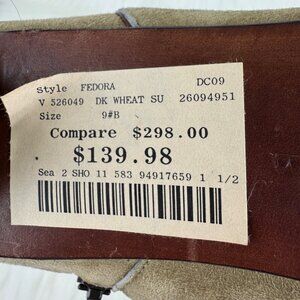 Style FEDORA DC09
V 526049 DK WHEAT SU 26094951
Size 9#B
Compare $298.00
$139.98
Sea 2 SHO 11 583 94917659 1 1/2